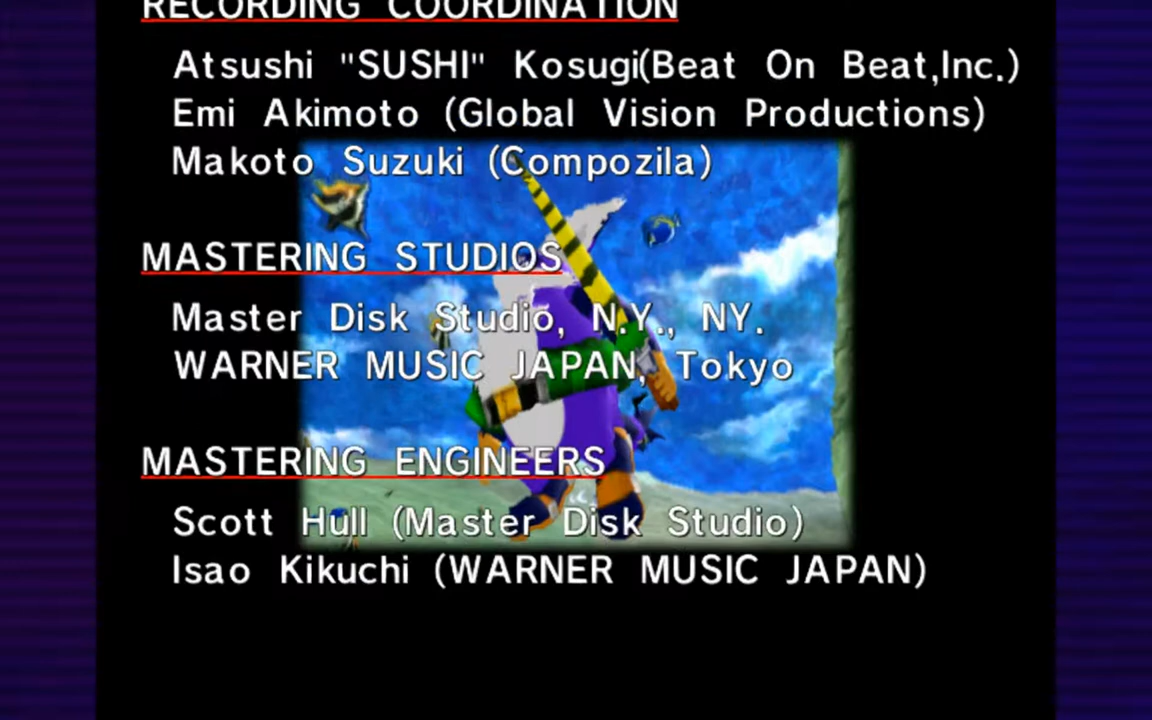 RECORDING COORDINATION
Atsushi "SUSHI" Kosugi(Beat On Beat,Inc.)
Emi Akimoto (Global Vision Productions)
Makoto Suzuki (Compozila)
MASTERING STUDIOS
Master Disk Studio, N.Y., NY.
WARNER MUSIC JAPAN, Tokyo
MASTERING ENGINEERS
Scott Hull (Master Disk Studio)
Isao Kikuchi (WARNER MUSIC JAPAN)